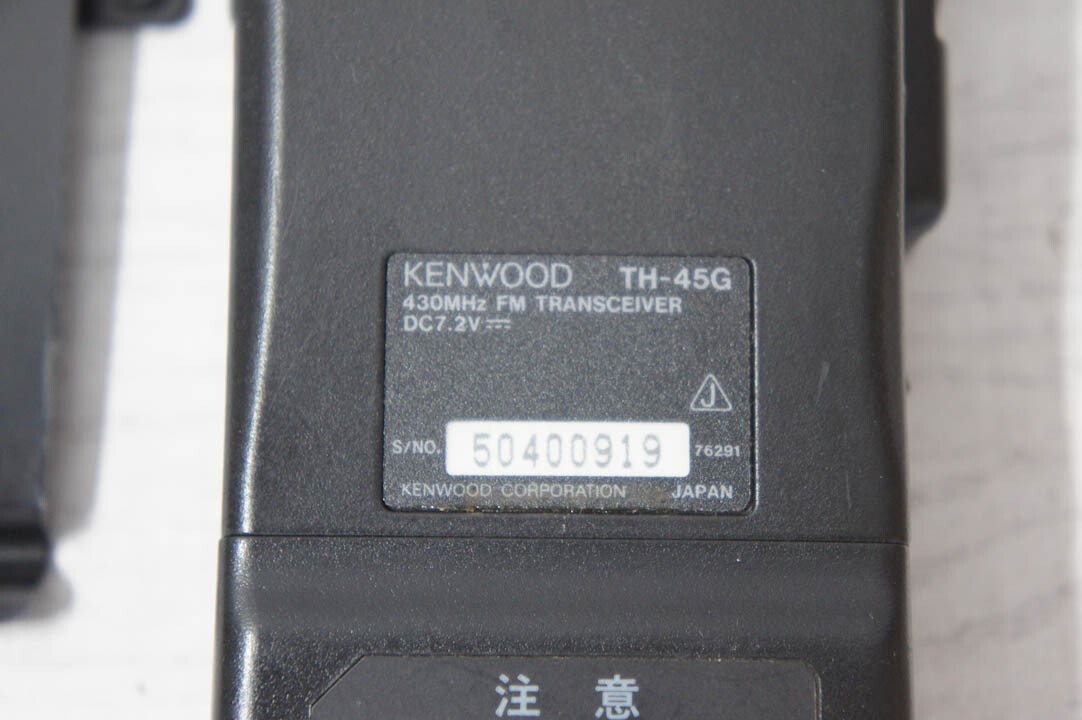 KENWOOD TH-45G
430MHz FM TRANSCEIVER
DC7.2V
J
S/NO. 50400919 76291
KENWOOD CORPORATION JAPAN
注意